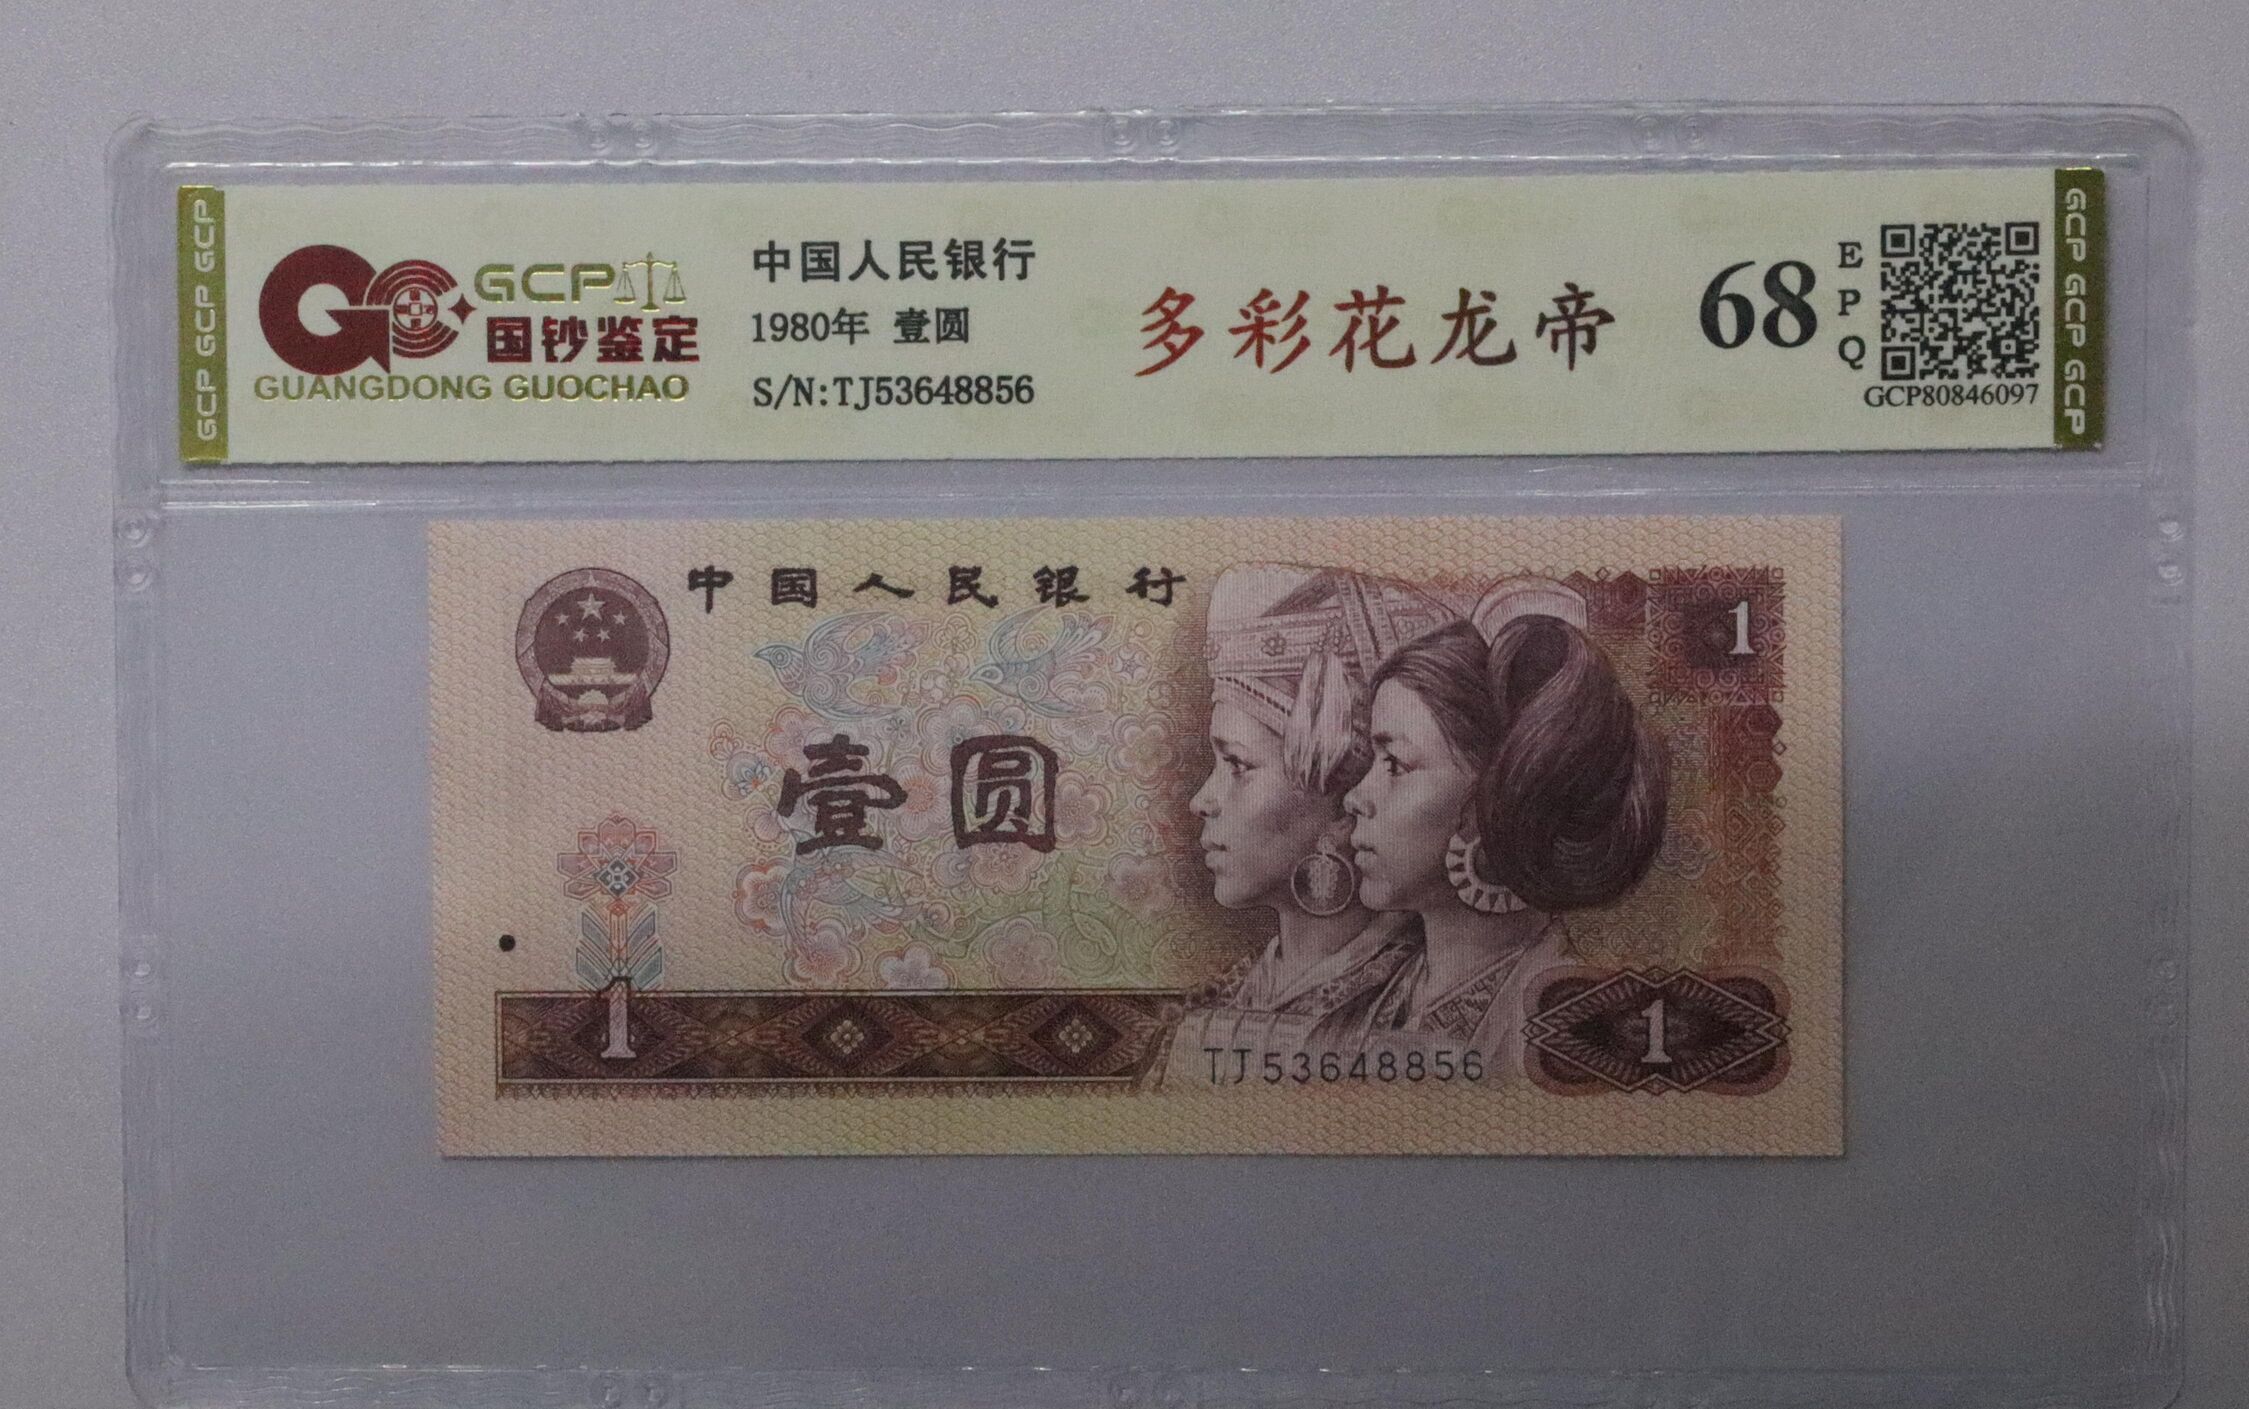 GCP GCP GCP
GCP
国钞鉴定
GUANGDONG GUOCHAO
中国人民银行
1980年 壹圆
S/N:TJ53648856
多彩花龙帝
68
E
P
Q
GCP80846097
GCP GCP GCP
中国人民银行
1
壹圆
1
TJ53648856
1